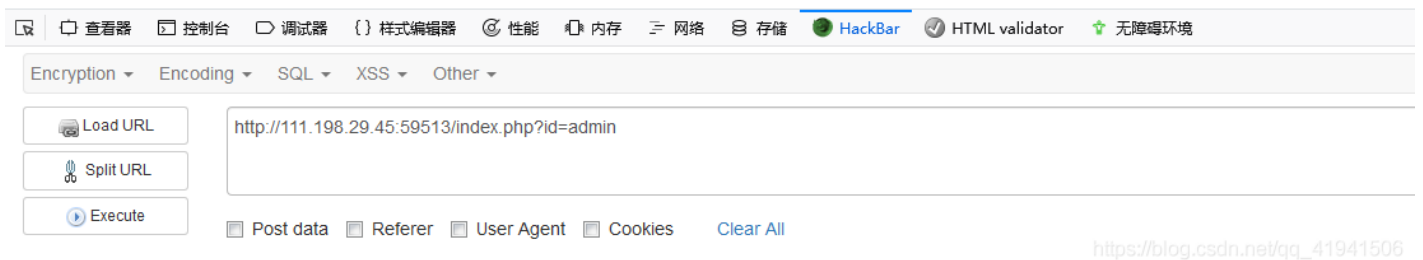 查看器 控制台 调试器 {} 样式编辑器 性能 内存 网络 存储 HackBar HTML validator 无障碍环境
Encryption Encoding SQL XSS Other
Load URL http://111.198.29.45:59513/index.php?id=admin
Split URL
Execute
Post data Referer User Agent Cookies Clear All
https://blog.csdn.net/qq_41941506